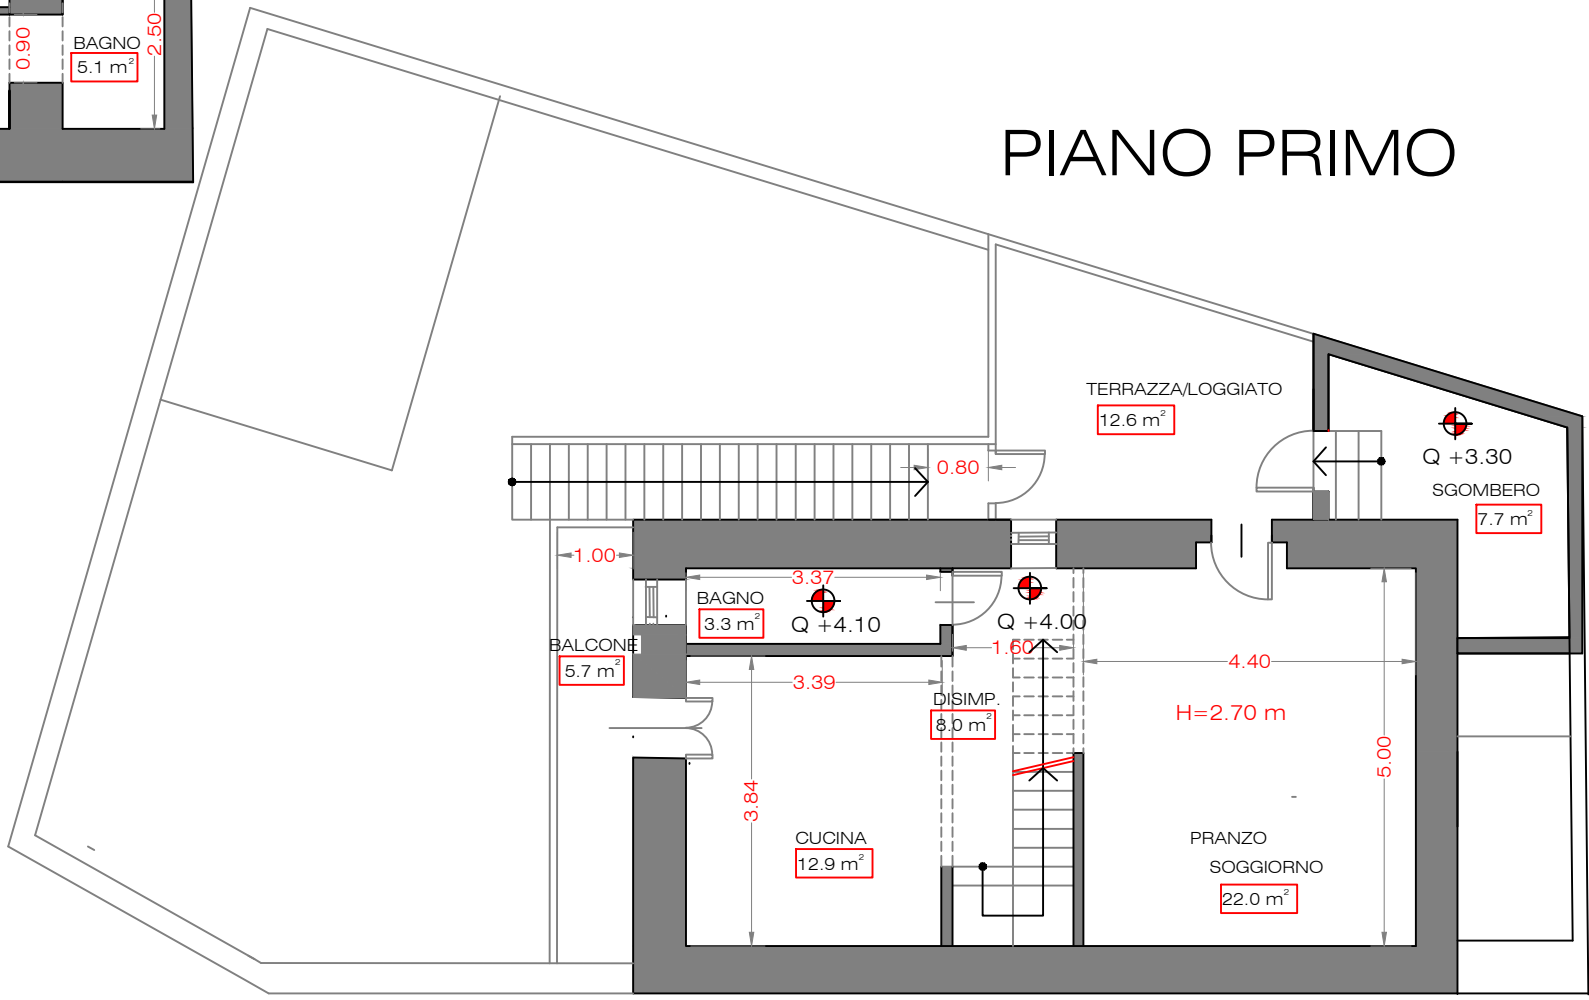 0.90
BAGNO
5.1 m²
2.50
PIANO PRIMO
TERRAZZA/LOGGIATO
12.6 m²
Q +3.30
SGOMBERO
7.7 m²
0.80
1.00
3.37
BAGNO
3.3 m²
Q +4.10
Q +4.00
BALCONE
5.7 m²
1.60
4.40
3.39
DISIMP.
8.0 m²
H=2.70 m
5.00
3.84
CUCINA
12.9 m²
PRANZO
SOGGIORNO
22.0 m²